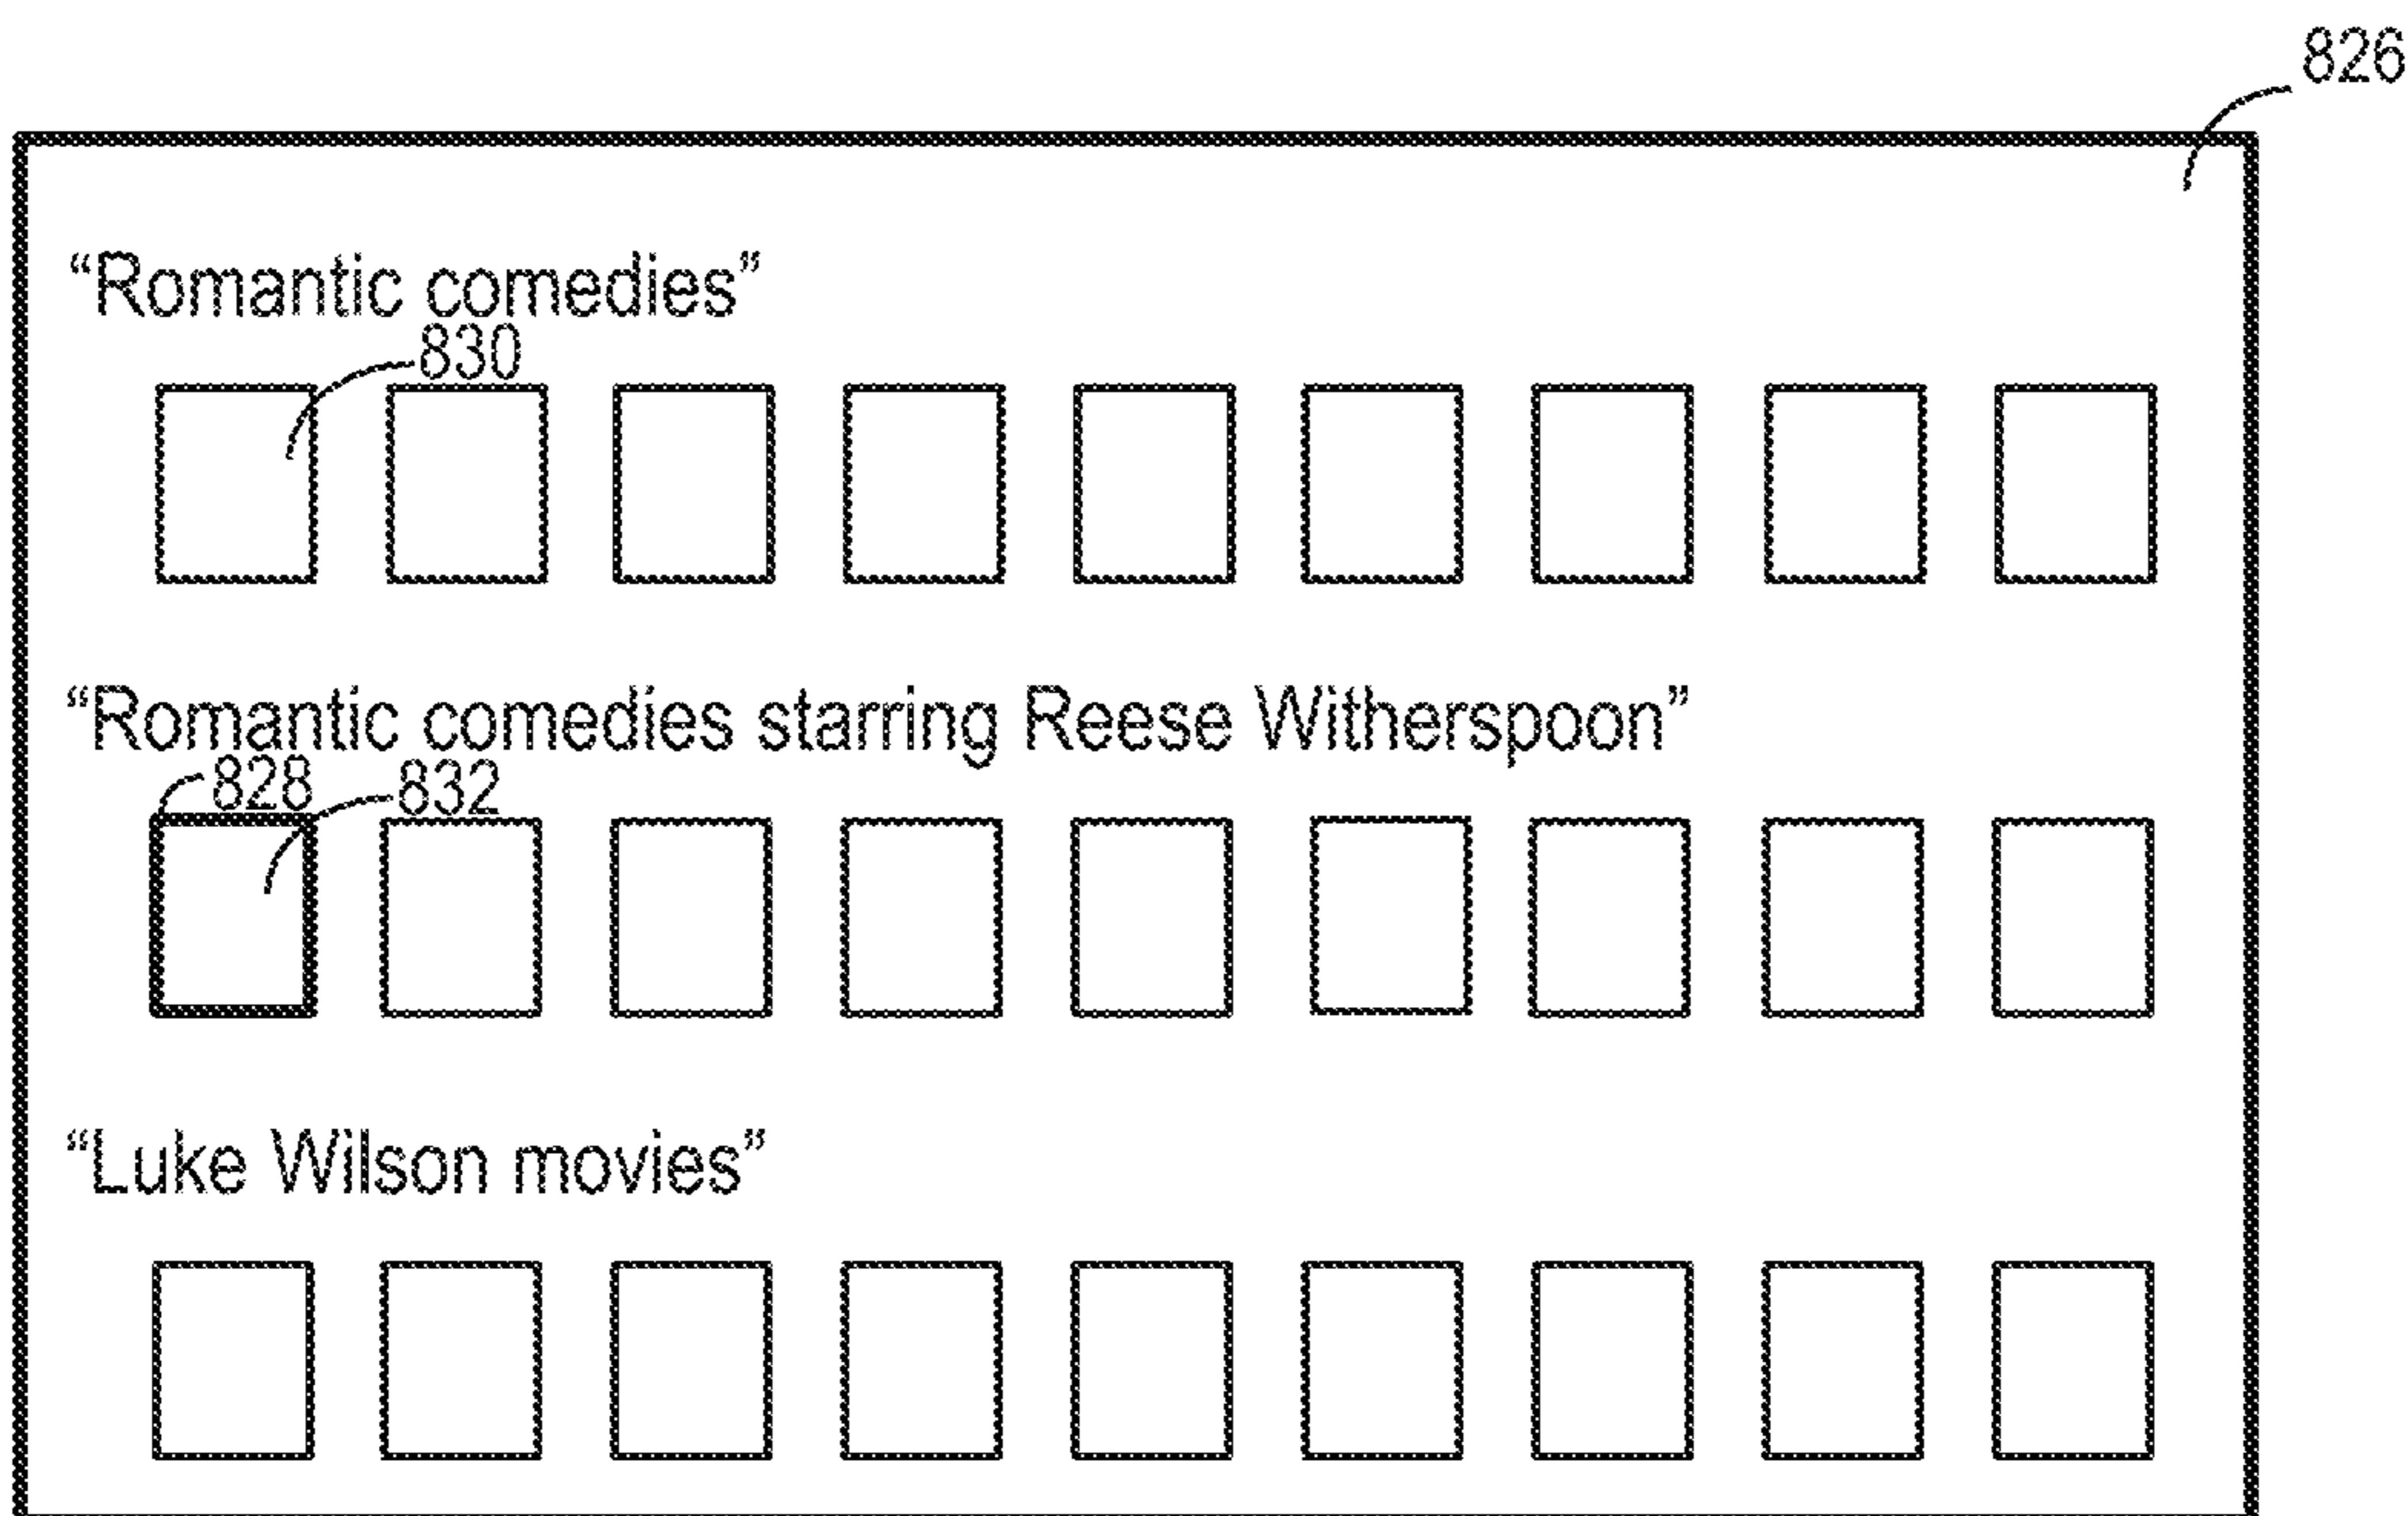 826
“Romantic comedies”
830
“Romantic comedies starring Reese Witherspoon”
828 832
“Luke Wilson movies”